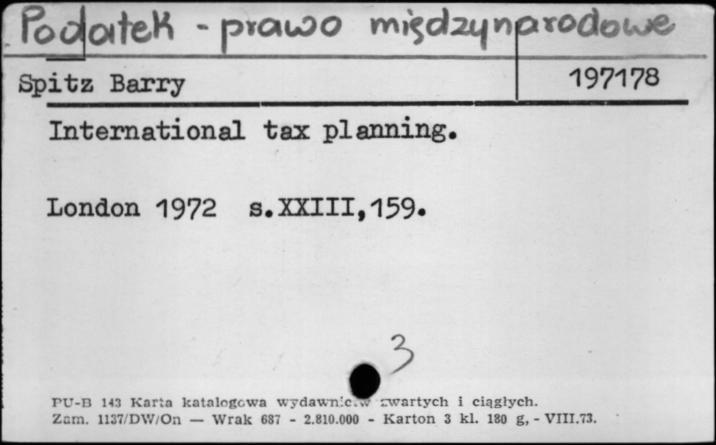 Podatek - prawo międzynarodowe
Spitz Barry 197178
International tax planning.
London 1972 s.XXIII,159.
3
PU-B 143 Karta katalogowa wydawnictw zwartych i ciągłych.
Zam. 1137/DW/On — Wrak 687 - 2.810.000 - Karton 3 kl. 180 g, - VIII.73.